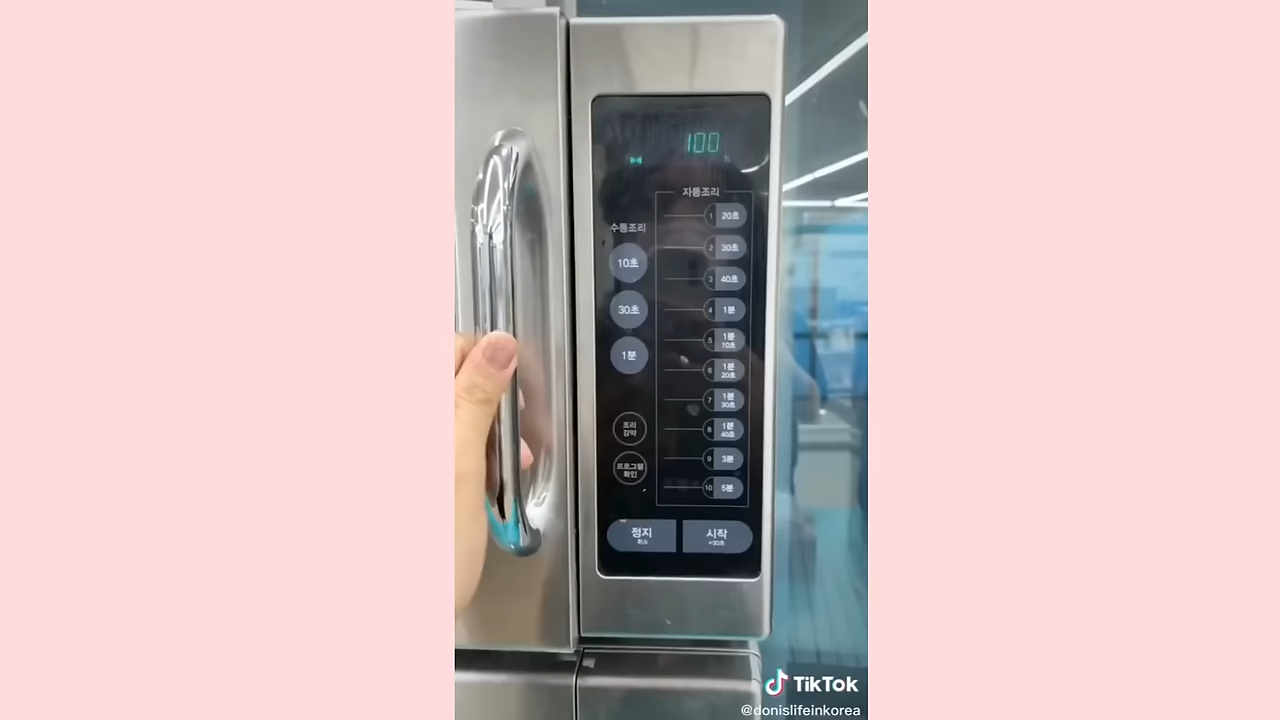 100
자동조리
1 20초
수동조리
2 30초
10초
3 40초
30초
4 1분
5 1분
10초
1분
6 1분
20초
7 1분
30초
조리
강약
8 1분
40초
프로그램
확인
9 3분
10 5분
정지
취소
시작
+30초
TikTok
@donislifeinkorea